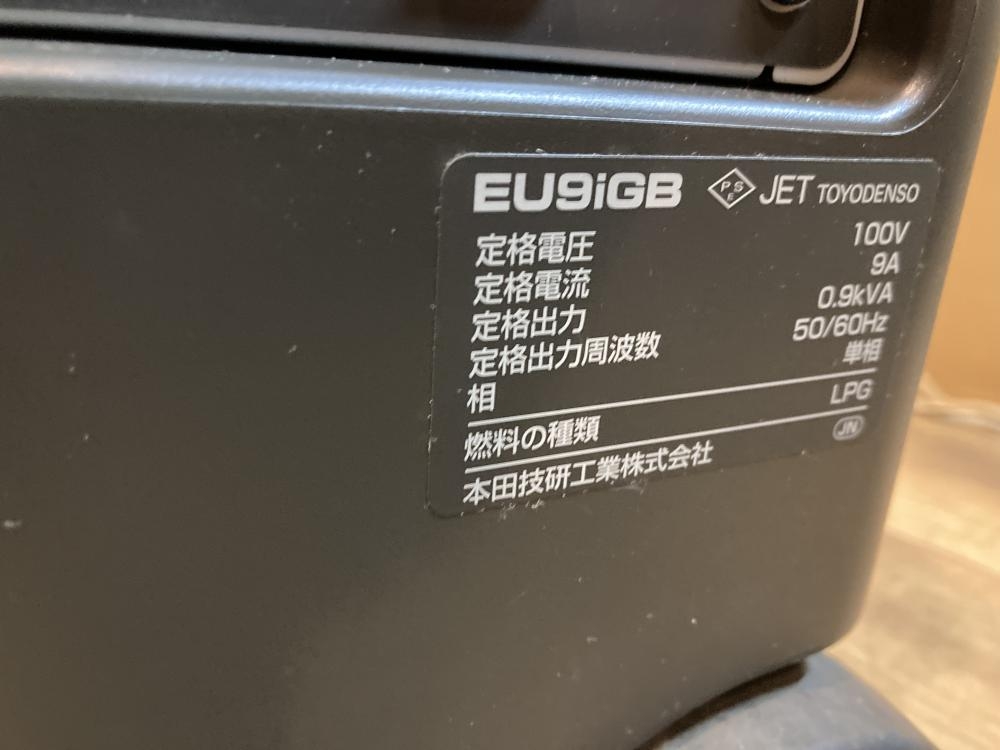 EU9iGB PSE JET TOYODENSO
定格電圧 100V
定格電流 9A
定格出力 0.9kVA
定格出力周波数 50/60Hz
相 単相
燃料の種類 LPG
本田技研工業株式会社 JN